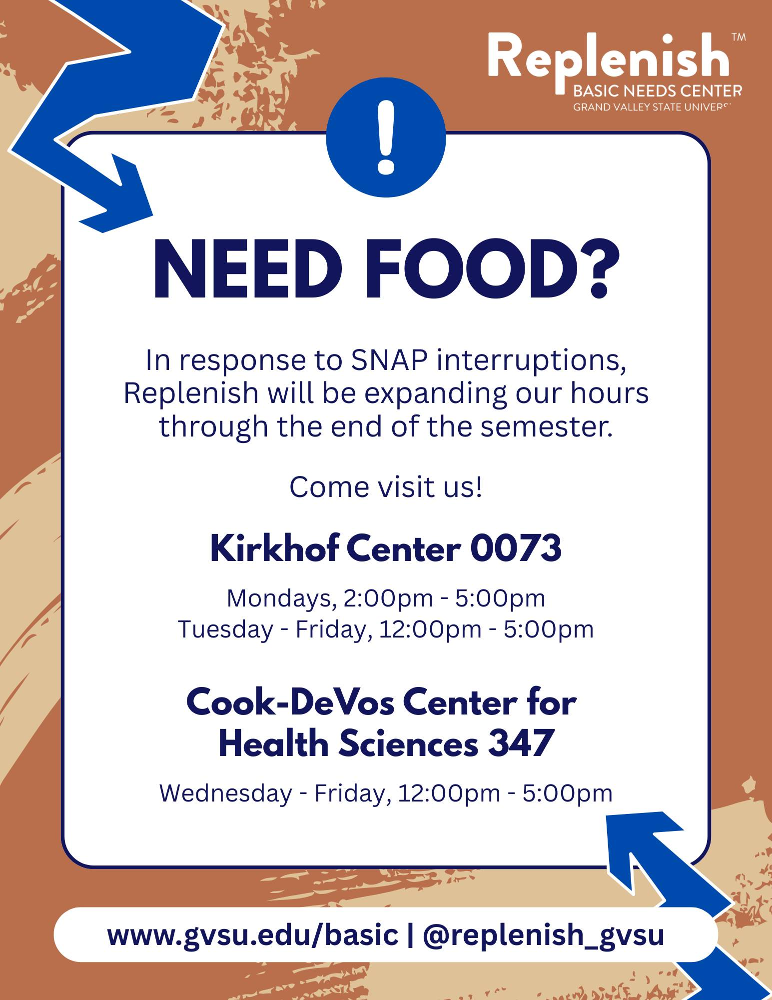 Replenish™
BASIC NEEDS CENTER
GRAND VALLEY STATE
!
NEED FOOD?
In response to SNAP interruptions,
Replenish will be expanding our hours
through the end of the semester.
Come visit us!
Kirkhof Center 0073
Mondays, 2:00pm - 5:00pm
Tuesday - Friday, 12:00pm - 5:00pm
Cook-DeVos Center for
Health Sciences 347
Wednesday - Friday, 12:00pm - 5:00pm
www.gvsu.edu/basic | @replenish_gvsu